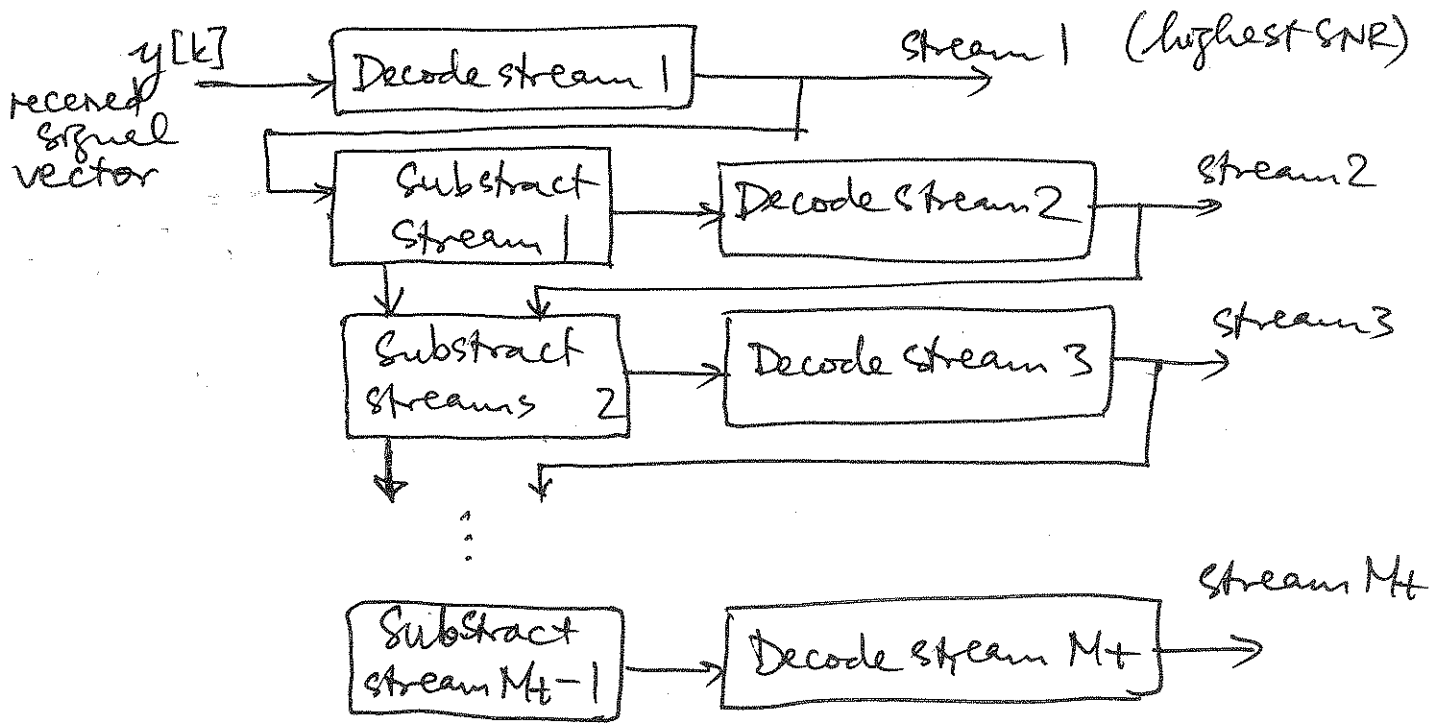 y[k]
received
signal
vector
Decode stream 1
stream 1 (highest SNR)
Substract
stream 1
Decode stream 2
stream 2
Substract
streams 2
Decode stream 3
stream 3
Substract
stream Mt-1
Decode stream Mt
stream Mt